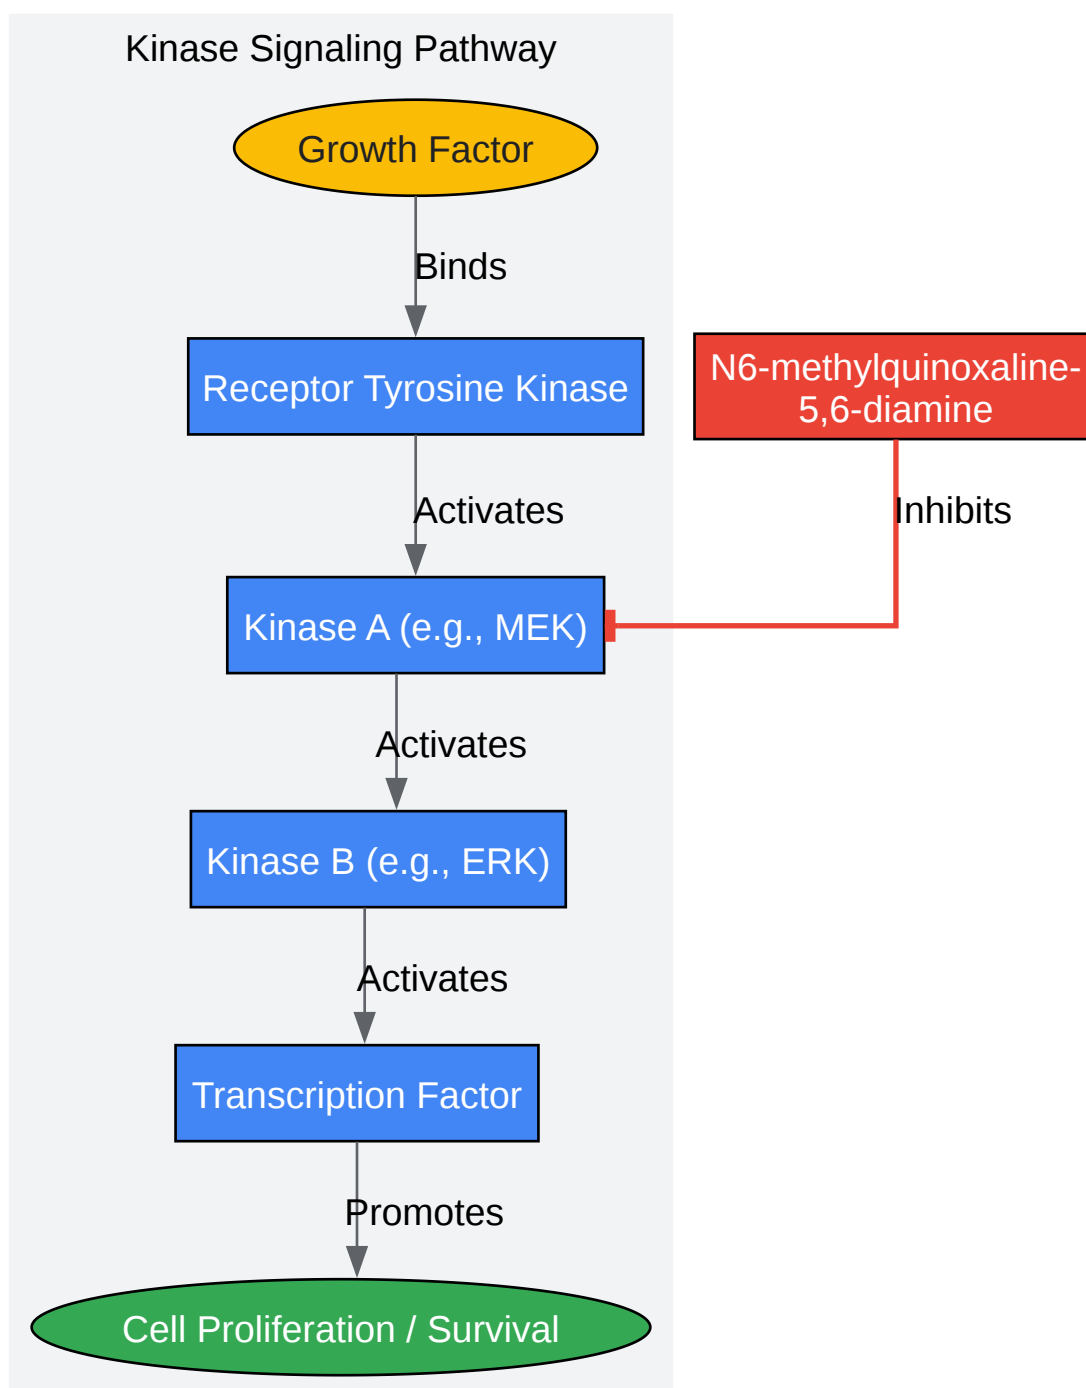 Kinase Signaling Pathway
Growth Factor
Binds
Receptor Tyrosine Kinase
N6-methylquinoxaline-
5,6-diamine
Activates
Inhibits
Kinase A (e.g., MEK)
Activates
Kinase B (e.g., ERK)
Activates
Transcription Factor
Promotes
Cell Proliferation / Survival